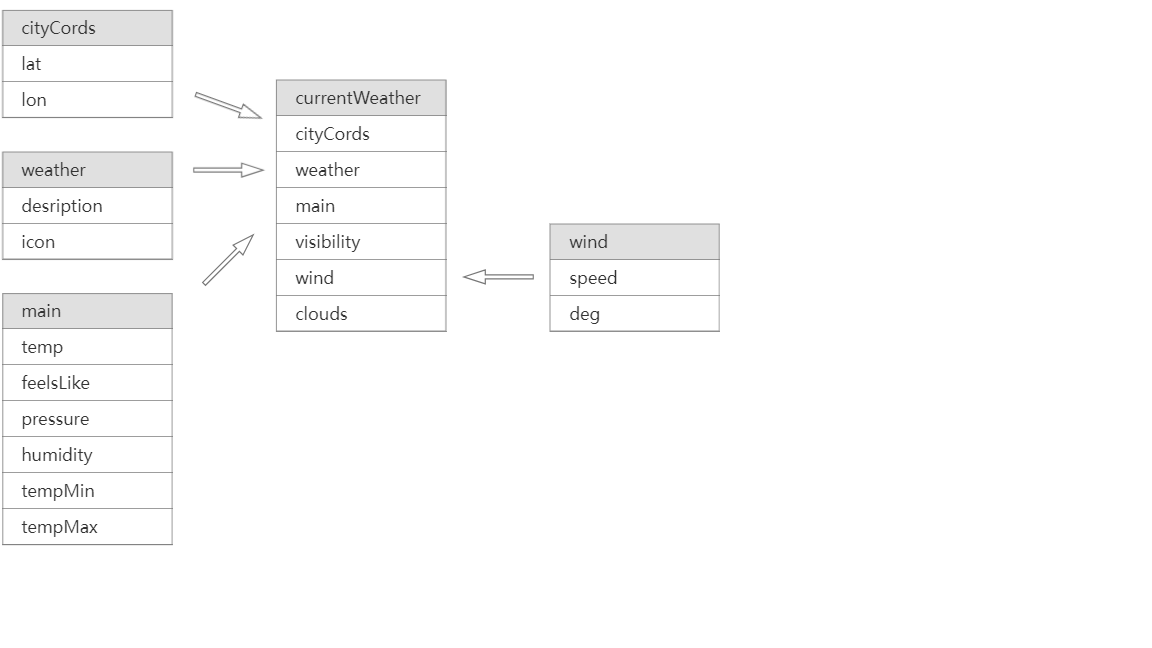 cityCords
lat
lon
weather
desription
icon
main
temp
feelsLike
pressure
humidity
tempMin
tempMax
currentWeather
cityCords
weather
main
visibility
wind
clouds
wind
speed
deg